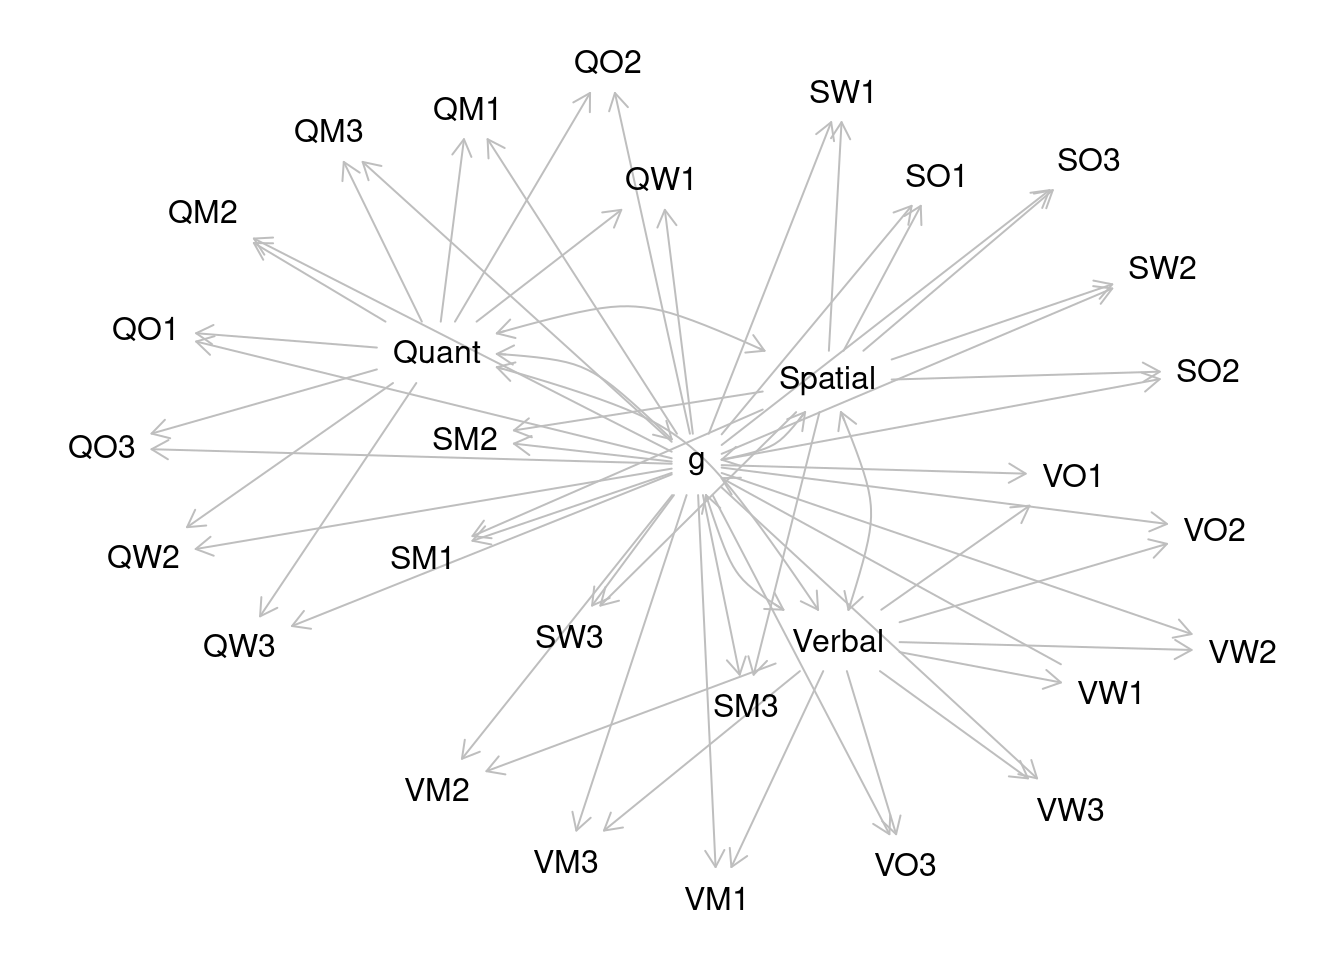 QO2
SW1
QM1
QM3
SO3
SO1
QW1
QM2
SW2
QO1
Quant
SO2
Spatial
SM2
QO3
g
VO1
VO2
QW2
SM1
SW3
Verbal
QW3
VW2
VW1
SM3
VM2
VW3
VM3
VO3
VM1